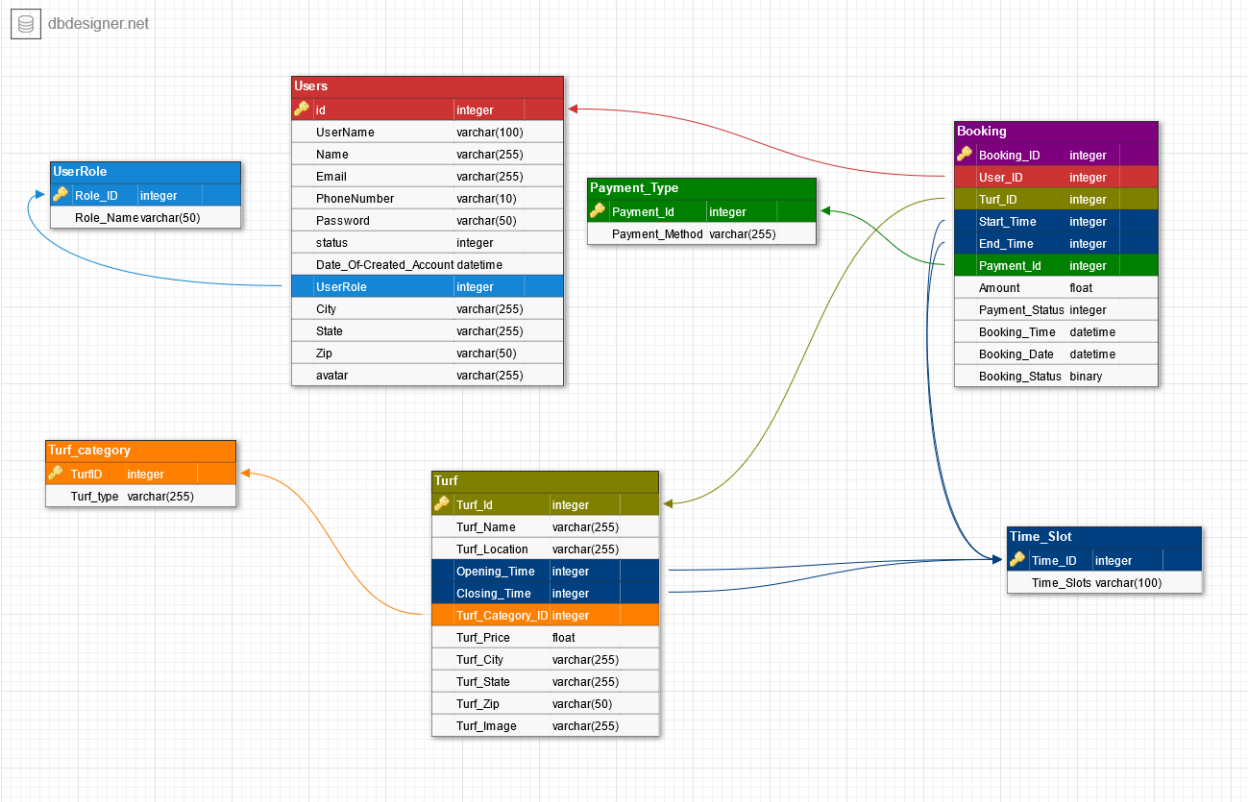 dbdesigner.net
Users
id integer
UserName varchar(100)
Name varchar(255)
Email varchar(255)
PhoneNumber varchar(10)
Password varchar(50)
status integer
Date_Of-Created_Account datetime
UserRole integer
City varchar(255)
State varchar(255)
Zip varchar(50)
avatar varchar(255)
UserRole
Role_ID integer
Role_Name varchar(50)
Payment_Type
Payment_Id integer
Payment_Method varchar(255)
Booking
Booking_ID integer
User_ID integer
Turf_ID integer
Start_Time integer
End_Time integer
Payment_Id integer
Amount float
Payment_Status integer
Booking_Time datetime
Booking_Date datetime
Booking_Status binary
Turf_category
TurfID integer
Turf_type varchar(255)
Turf
Turf_Id integer
Turf_Name varchar(255)
Turf_Location varchar(255)
Opening_Time integer
Closing_Time integer
Turf_Category_ID integer
Turf_Price float
Turf_City varchar(255)
Turf_State varchar(255)
Turf_Zip varchar(50)
Turf_Image varchar(255)
Time_Slot
Time_ID integer
Time_Slots varchar(100)